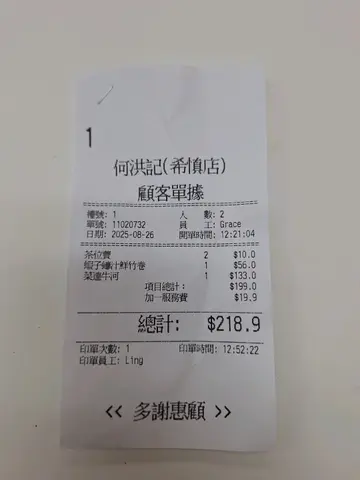 1
何洪記(希慎店)
顧客單據
檯號: 1 人 數: 2
單號: 11020732 員 工: Grace
日期: 2025-08-26 開單時間: 12:21:04
茶位費 2 $10.0
蝦子蠔汁鮮竹卷 1 $56.0
菜遠牛河 1 $133.0
項目總計: $199.0
加一服務費 $19.9
總計: $218.9
印單次數: 1 印單時間: 12:52:22
印單員工: Ling
<< 多謝惠顧 >>